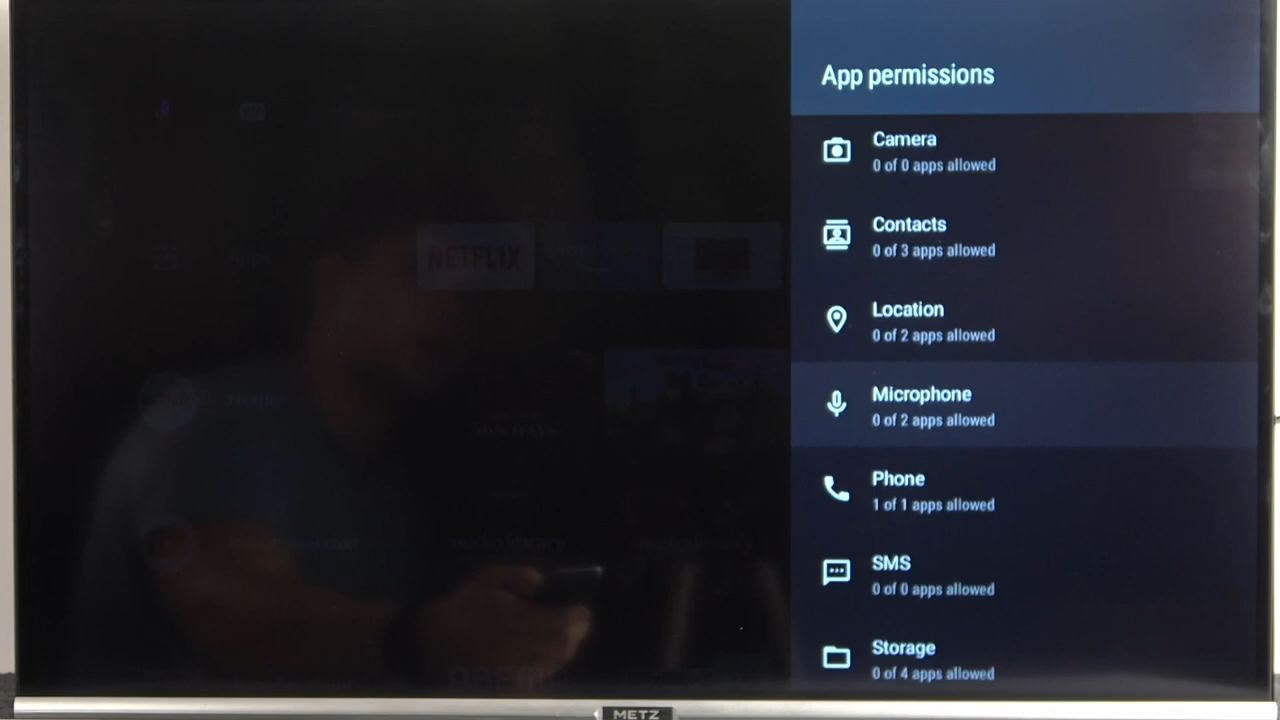 App permissions
Camera
0 of 0 apps allowed
Contacts
0 of 3 apps allowed
Location
0 of 2 apps allowed
Microphone
0 of 2 apps allowed
Phone
1 of 1 apps allowed
SMS
0 of 0 apps allowed
Storage
0 of 4 apps allowed
NETFLIX
Apps
METZ